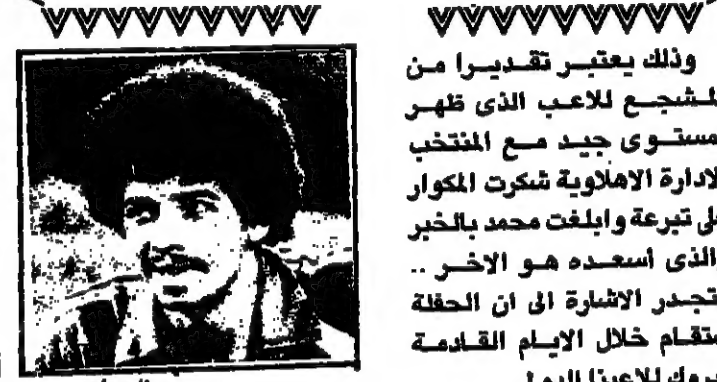 وذلك يعتبر تقديرا من
لمشجع للاعب الذى ظهر
مستوى جيد مع المنتخب
لادارة الاهلاوية شكرت المكوار
لى تبرعة وابلغت محمد بالخبر
الذى أسعده هو الاخر ..
تجدر الاشارة الى ان الحفلة
ستقام خلال الايام القادمة